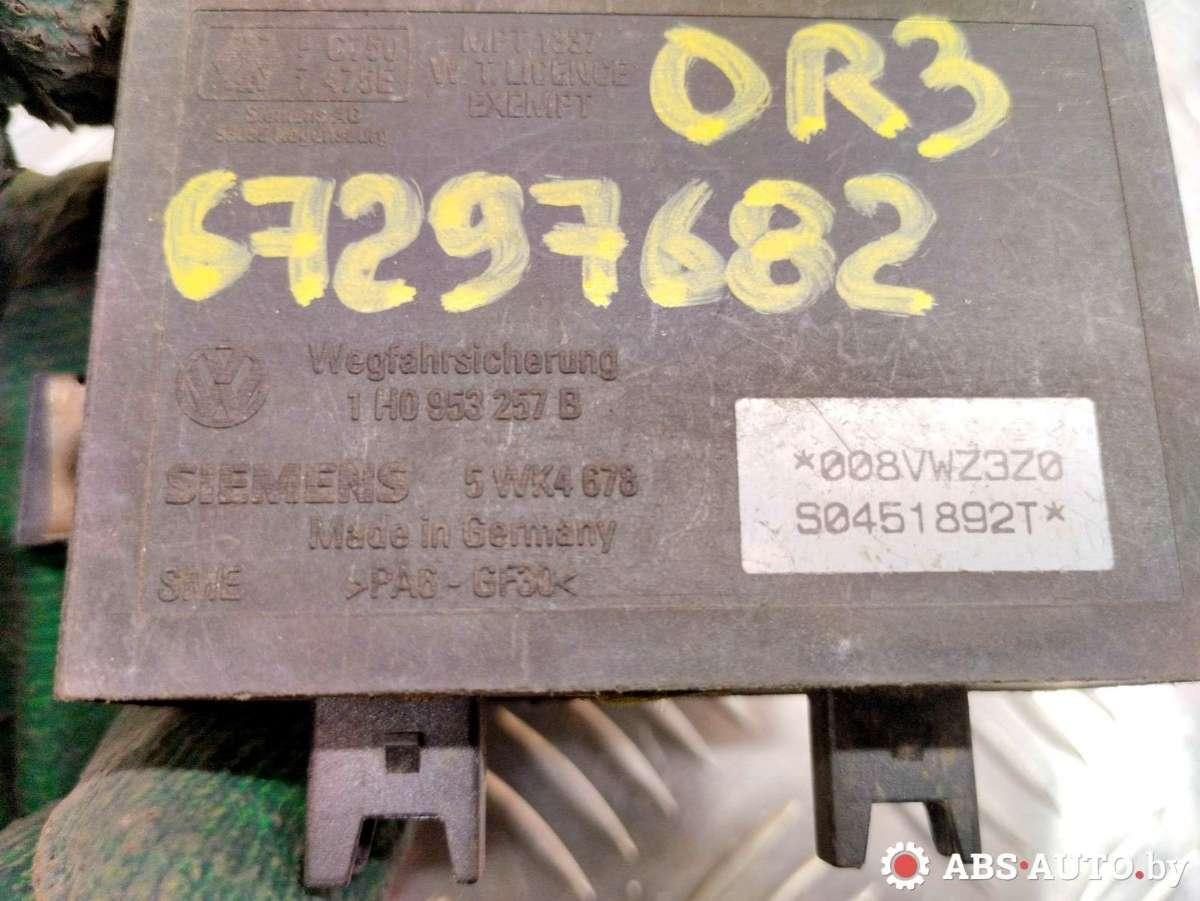 MPT 1337
W. T. LICENCE
EXEMPT
Siemens AG
Regensburg
OR3
67297682
Wegfahrsicherung
1 H0 953 257 B
SIEMENS 5 WK4 678
Made in Germany
>PA6 - GF30<
*008VWZ3Z0
S0451892T*
ABS-AUTO.by